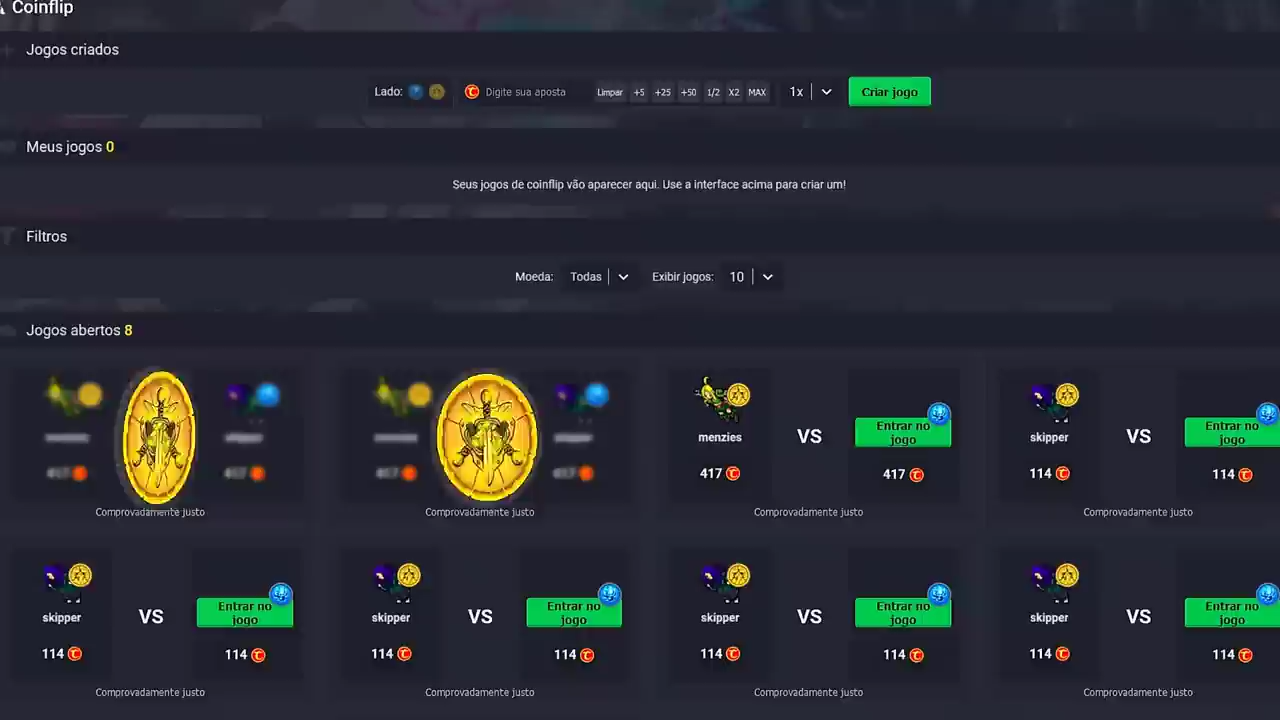 Coinflip
Jogos criados
Lado: Digite sua aposta Limpar +5 +25 +50 1/2 X2 MAX 1x Criar jogo
Meus jogos 0
Seus jogos de coinflip vão aparecer aqui. Use a interface acima para criar um!
Filtros
Moeda: Todas Exibir jogos: 10
Jogos abertos 8
Comprovadamente justo
Comprovadamente justo
menzies
417
VS
Entrar no
jogo
417
Comprovadamente justo
skipper
114
VS
Entrar no
jogo
114
Comprovadamente justo
skipper
114
VS
Entrar no
jogo
114
Comprovadamente justo
skipper
114
VS
Entrar no
jogo
114
Comprovadamente justo
skipper
114
VS
Entrar no
jogo
114
Comprovadamente justo
skipper
114
VS
Entrar no
jogo
114
Comprovadamente justo